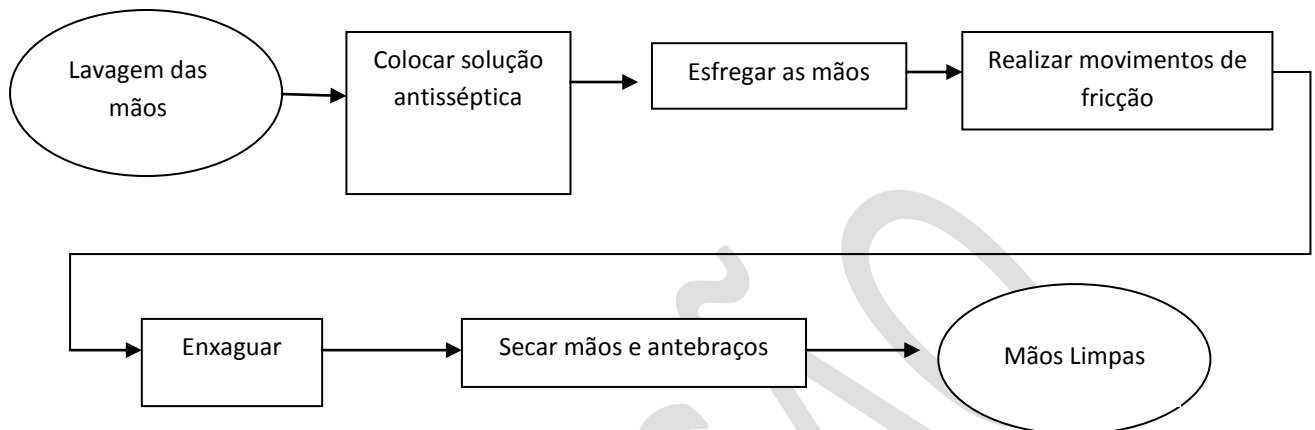 Lavagem das
mãos
Colocar solução
antisséptica
Esfregar as mãos
Realizar movimentos de
fricção
Enxaguar
Secar mãos e antebraços
Mãos Limpas